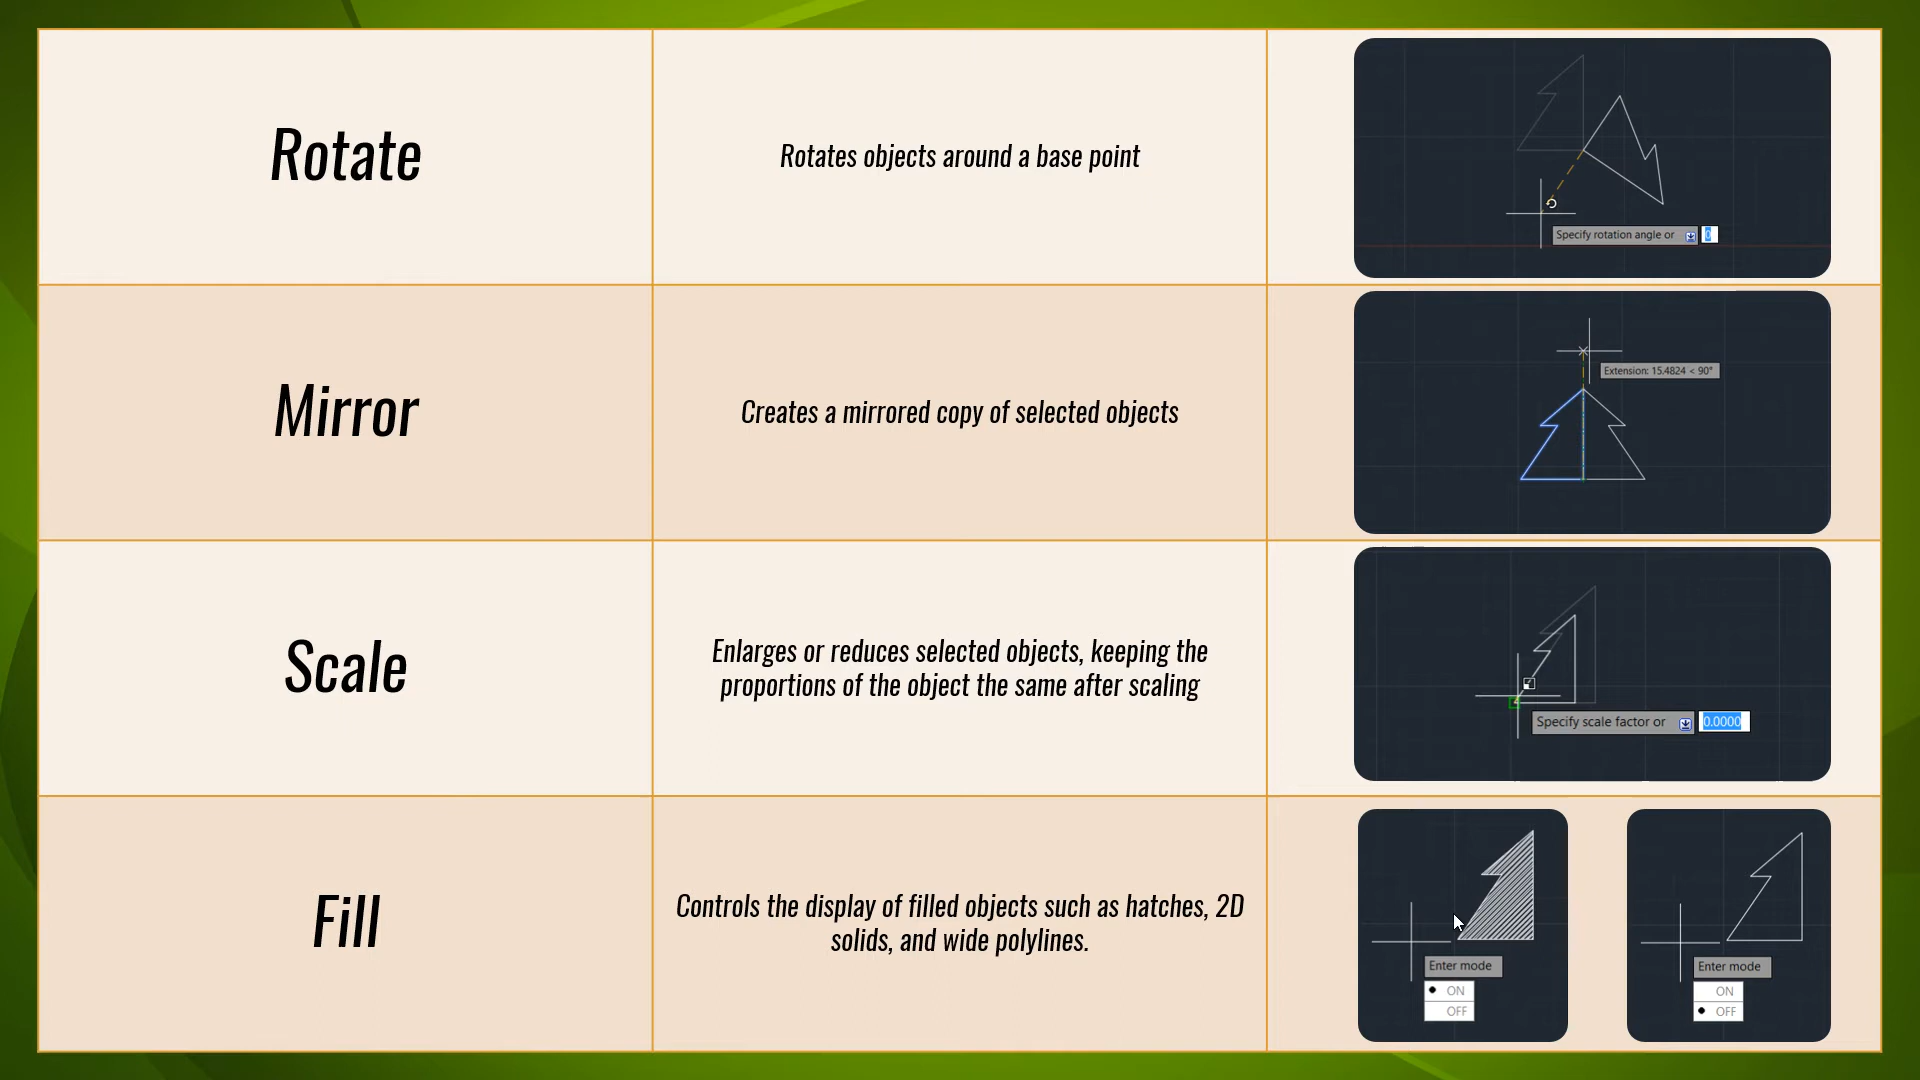 Rotate
Rotates objects around a base point
Specify rotation angle or
0
Mirror
Creates a mirrored copy of selected objects
Extension: 15.4824 < 90°
Scale
Enlarges or reduces selected objects, keeping the
proportions of the object the same after scaling
Specify scale factor or
0.0000
Fill
Controls the display of filled objects such as hatches, 2D
solids, and wide polylines.
Enter mode
ON
OFF
Enter mode
ON
OFF